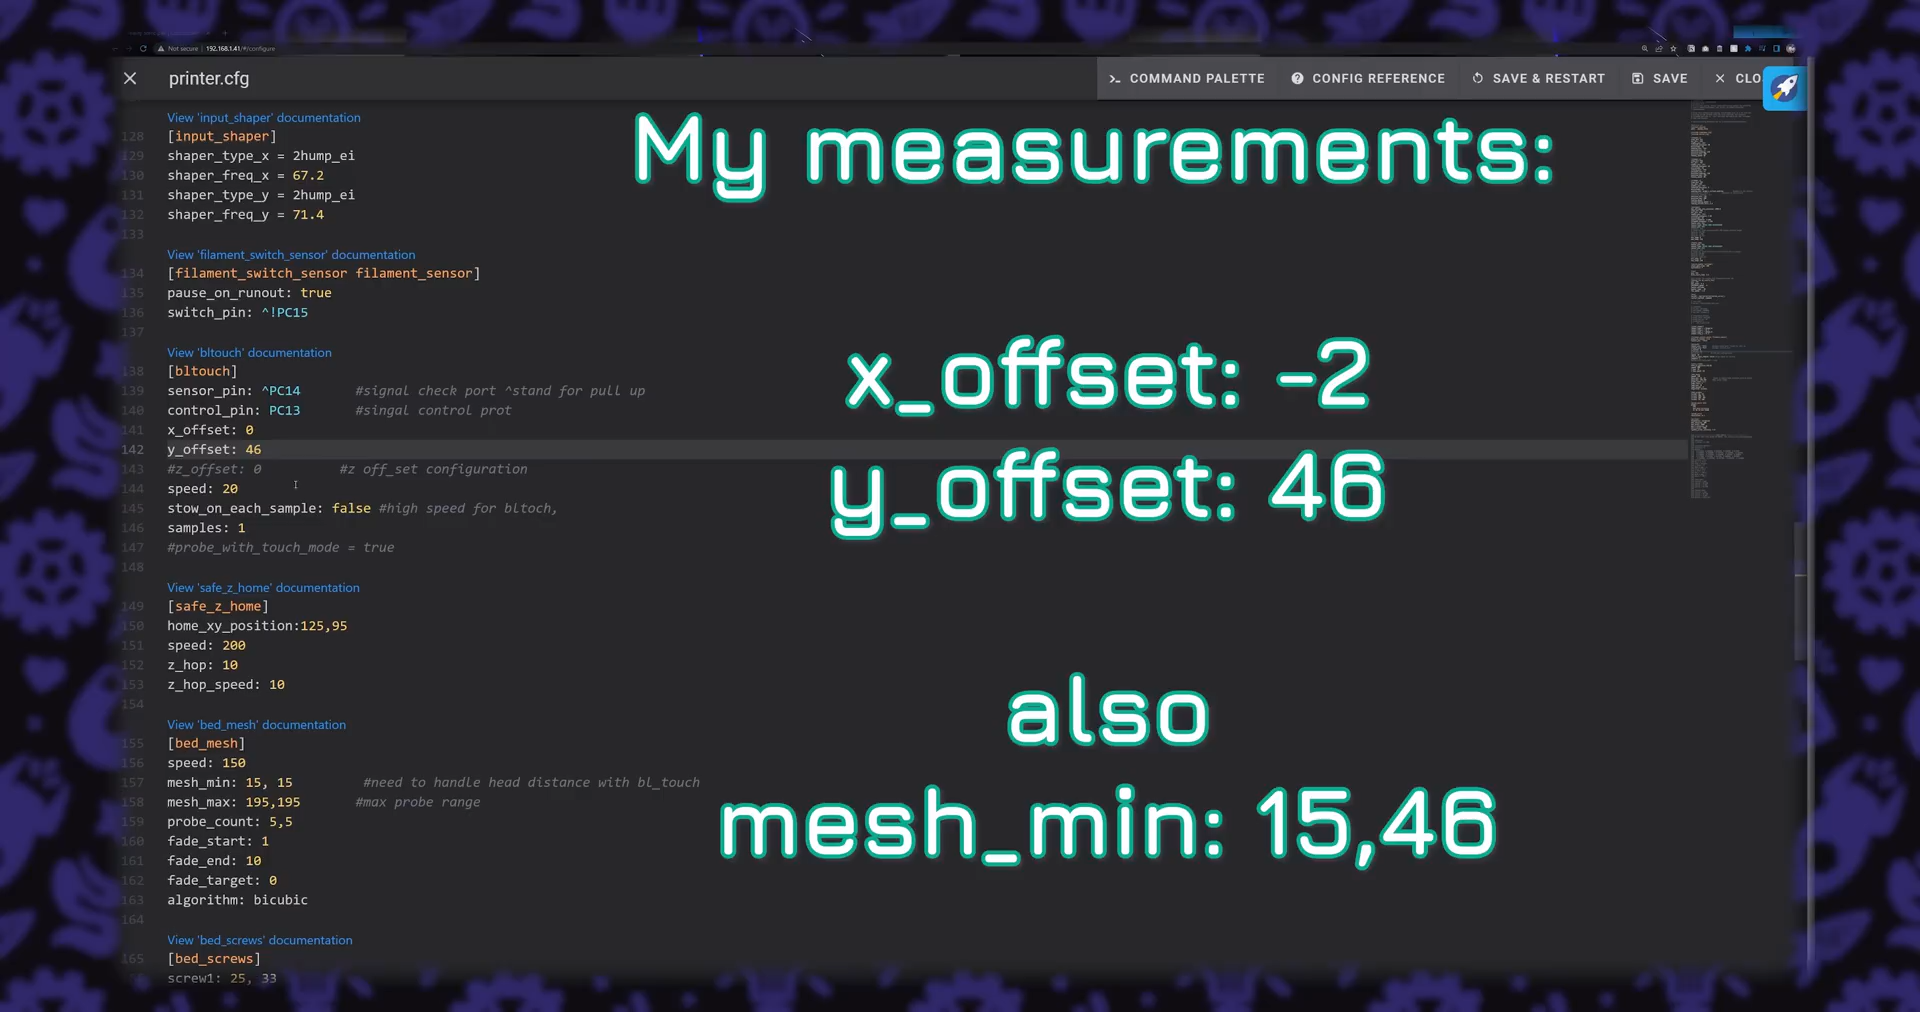 Not secure | 192.168.1.41/#/configure
printer.cfg
COMMAND PALETTE
CONFIG REFERENCE
SAVE & RESTART
SAVE
CLO
View 'input_shaper' documentation
128 [input_shaper]
129 shaper_type_x = 2hump_ei
130 shaper_freq_x = 67.2
131 shaper_type_y = 2hump_ei
132 shaper_freq_y = 71.4
133
View 'filament_switch_sensor' documentation
134 [filament_switch_sensor filament_sensor]
135 pause_on_runout: true
136 switch_pin: ^!PC15
137
View 'bltouch' documentation
138 [bltouch]
139 sensor_pin: ^PC14 #signal check port ^stand for pull up
140 control_pin: PC13 #singal control prot
141 x_offset: 0
142 y_offset: 46
143 #z_offset: 0 #z off_set configuration
144 speed: 20
145 stow_on_each_sample: false #high speed for bltoch,
146 samples: 1
147 #probe_with_touch_mode = true
148
View 'safe_z_home' documentation
149 [safe_z_home]
150 home_xy_position:125,95
151 speed: 200
152 z_hop: 10
153 z_hop_speed: 10
154
View 'bed_mesh' documentation
155 [bed_mesh]
156 speed: 150
157 mesh_min: 15, 15 #need to handle head distance with bl_touch
158 mesh_max: 195,195 #max probe range
159 probe_count: 5,5
160 fade_start: 1
161 fade_end: 10
162 fade_target: 0
163 algorithm: bicubic
164
View 'bed_screws' documentation
165 [bed_screws]
screw1: 25, 33
My measurements:
x_offset: -2
y_offset: 46
also
mesh_min: 15,46